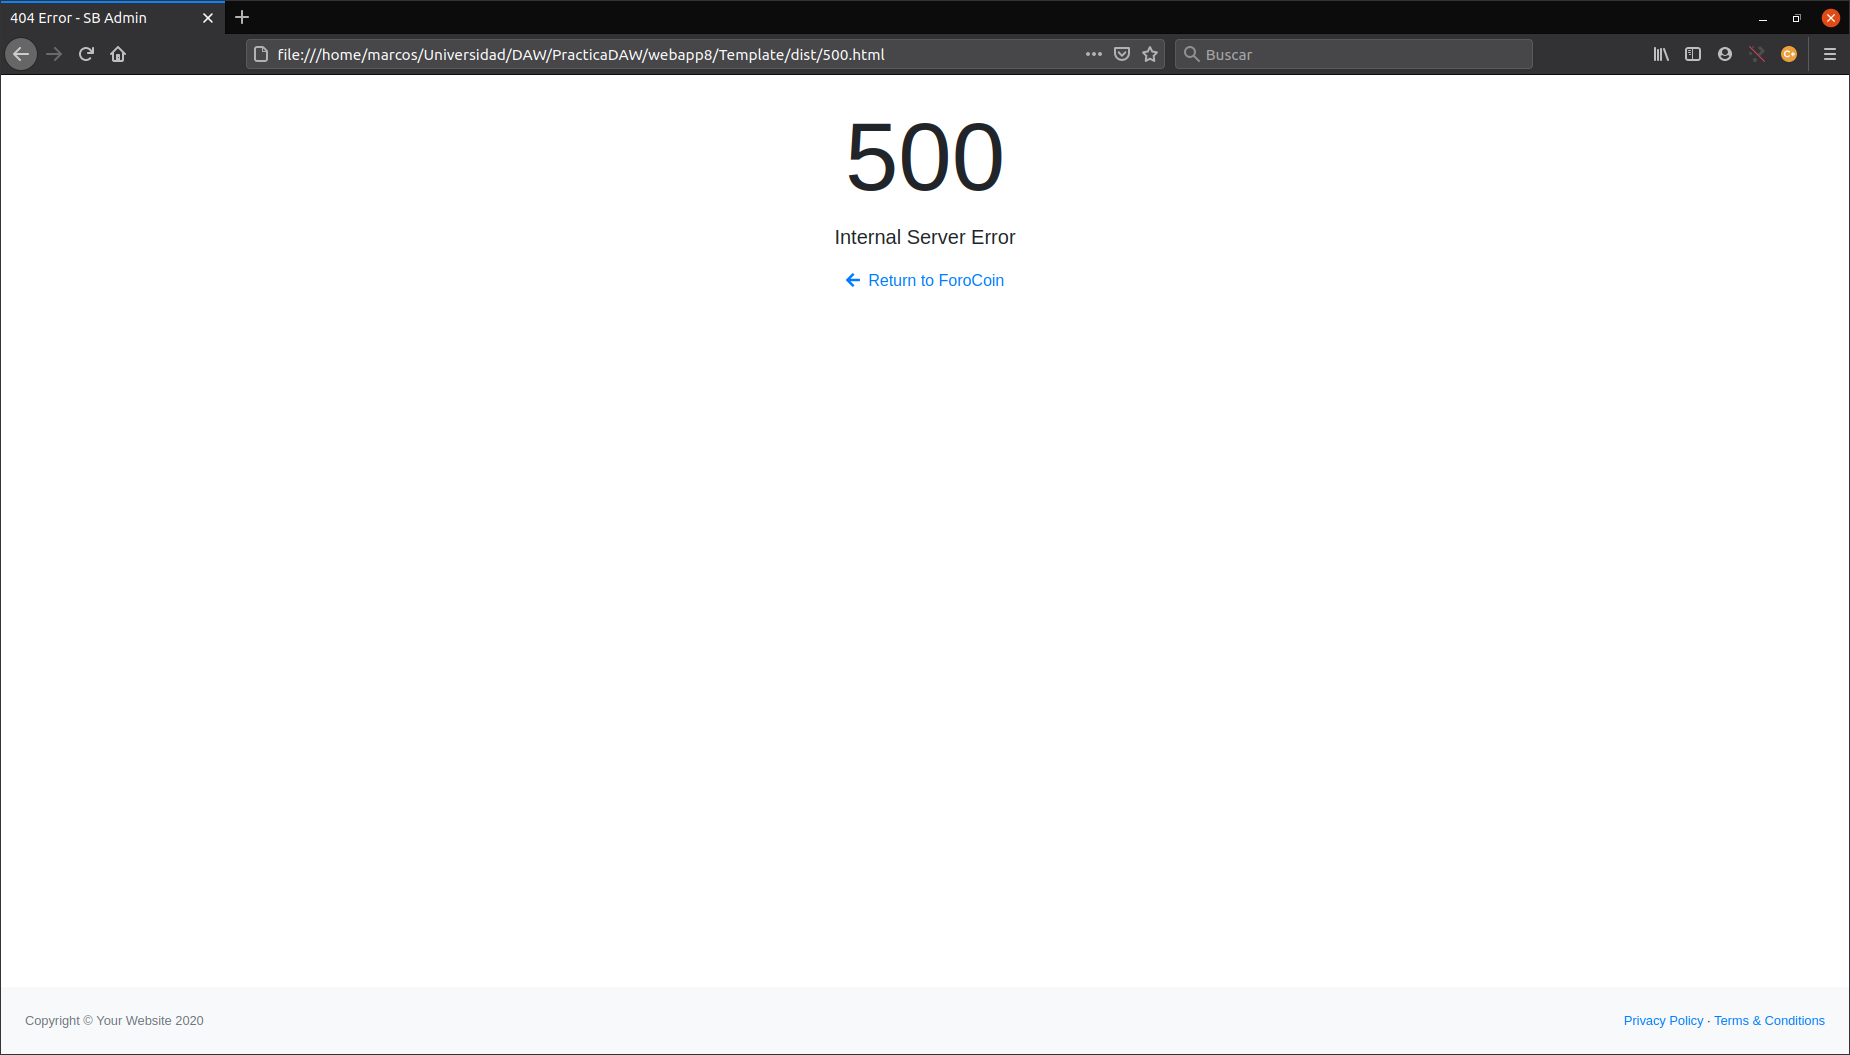 404 Error - SB Admin
file:///home/marcos/Universidad/DAW/PracticaDAW/webapp8/Template/dist/500.html
Buscar
500
Internal Server Error
Return to ForoCoin
Copyright © Your Website 2020
Privacy Policy · Terms & Conditions